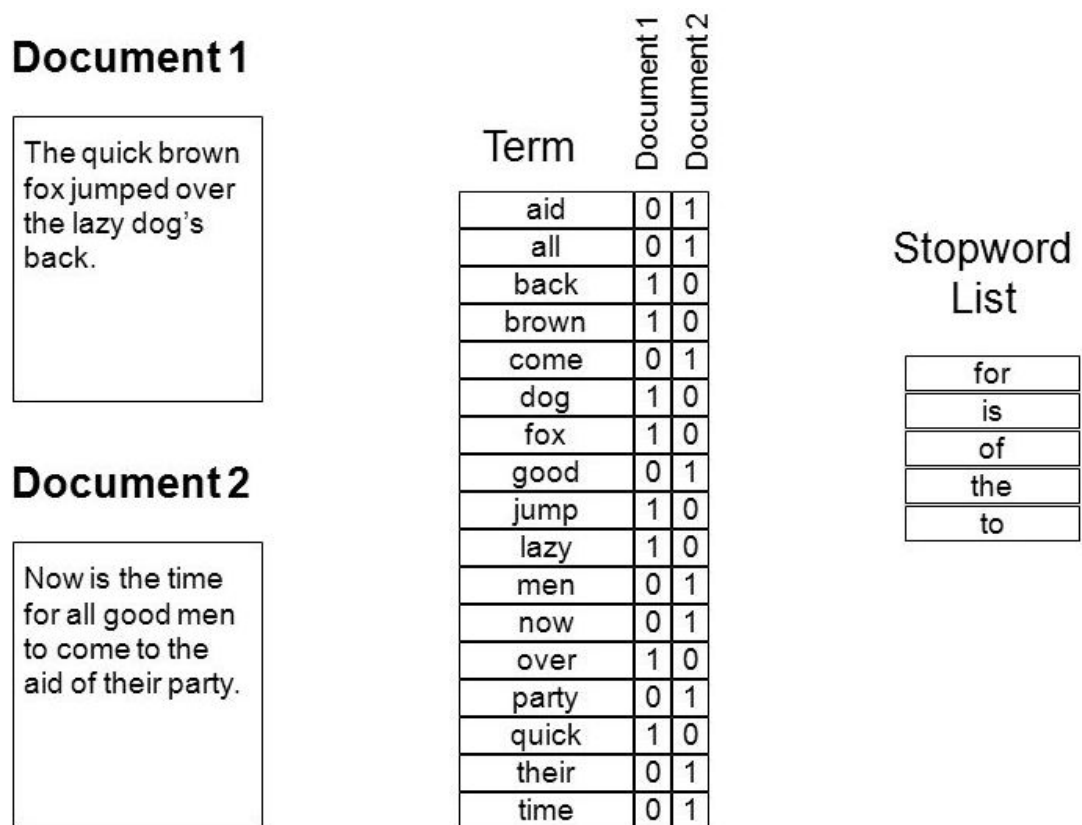 Document 1
The quick brown
fox jumped over
the lazy dog’s
back.
Document 2
Now is the time
for all good men
to come to the
aid of their party.
Term Document 1 Document 2
aid 0 1
all 0 1
back 1 0
brown 1 0
come 0 1
dog 1 0
fox 1 0
good 0 1
jump 1 0
lazy 1 0
men 0 1
now 0 1
over 1 0
party 0 1
quick 1 0
their 0 1
time 0 1
Stopword
List
for
is
of
the
to